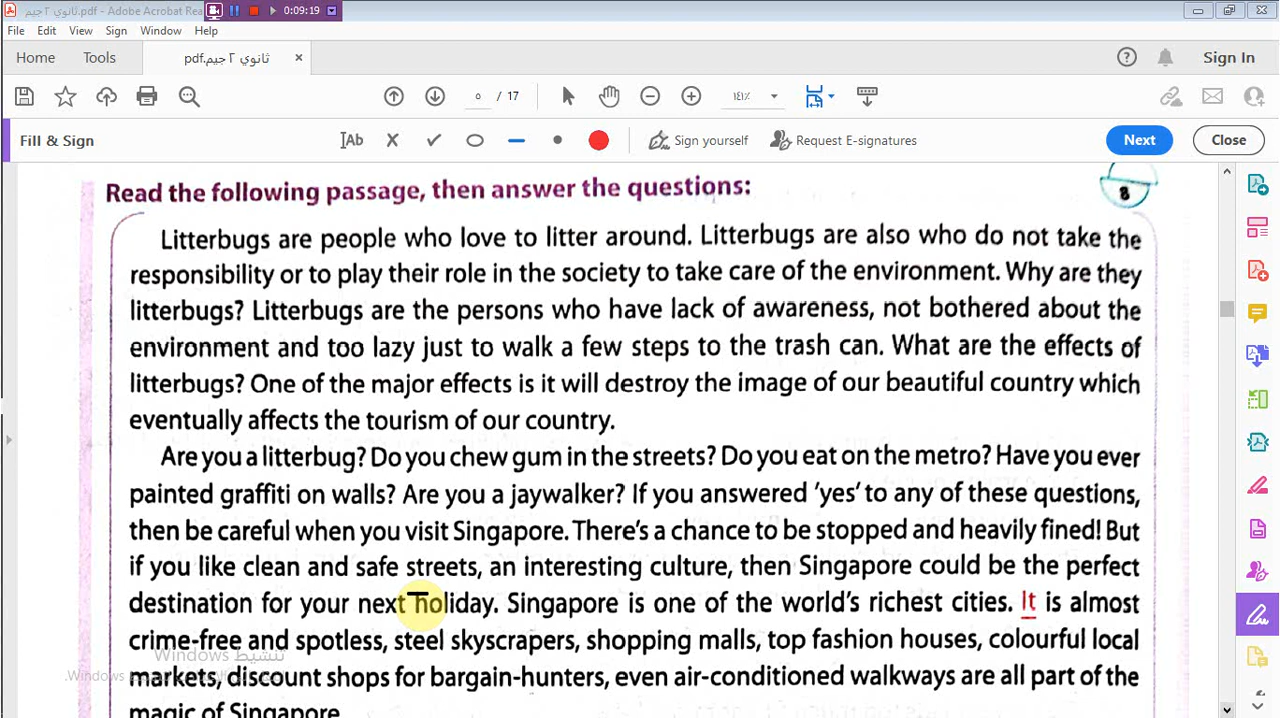 ثانوي ٢ جيم.pdf - Adobe Acrobat Rea
0:09:19
File Edit View Sign Window Help
Home Tools ثانوي ٢ جيم.pdf × Sign In
٥ / 17 ١٤١٪
Fill & Sign Ab Sign yourself Request E-signatures Next Close
Read the following passage, then answer the questions:
8
Litterbugs are people who love to litter around. Litterbugs are also who do not take the
responsibility or to play their role in the society to take care of the environment. Why are they
litterbugs? Litterbugs are the persons who have lack of awareness, not bothered about the
environment and too lazy just to walk a few steps to the trash can. What are the effects of
litterbugs? One of the major effects is it will destroy the image of our beautiful country which
eventually affects the tourism of our country.
Are you a litterbug? Do you chew gum in the streets? Do you eat on the metro? Have you ever
painted graffiti on walls? Are you a jaywalker? If you answered 'yes' to any of these questions,
then be careful when you visit Singapore. There's a chance to be stopped and heavily fined! But
if you like clean and safe streets, an interesting culture, then Singapore could be the perfect
destination for your next holiday. Singapore is one of the world's richest cities. It is almost
crime-free and spotless, steel skyscrapers, shopping malls, top fashion houses, colourful local
تنشيط Windows
markets, discount shops for bargain-hunters, even air-conditioned walkways are all part of the
Windows.
magic of Singapore.